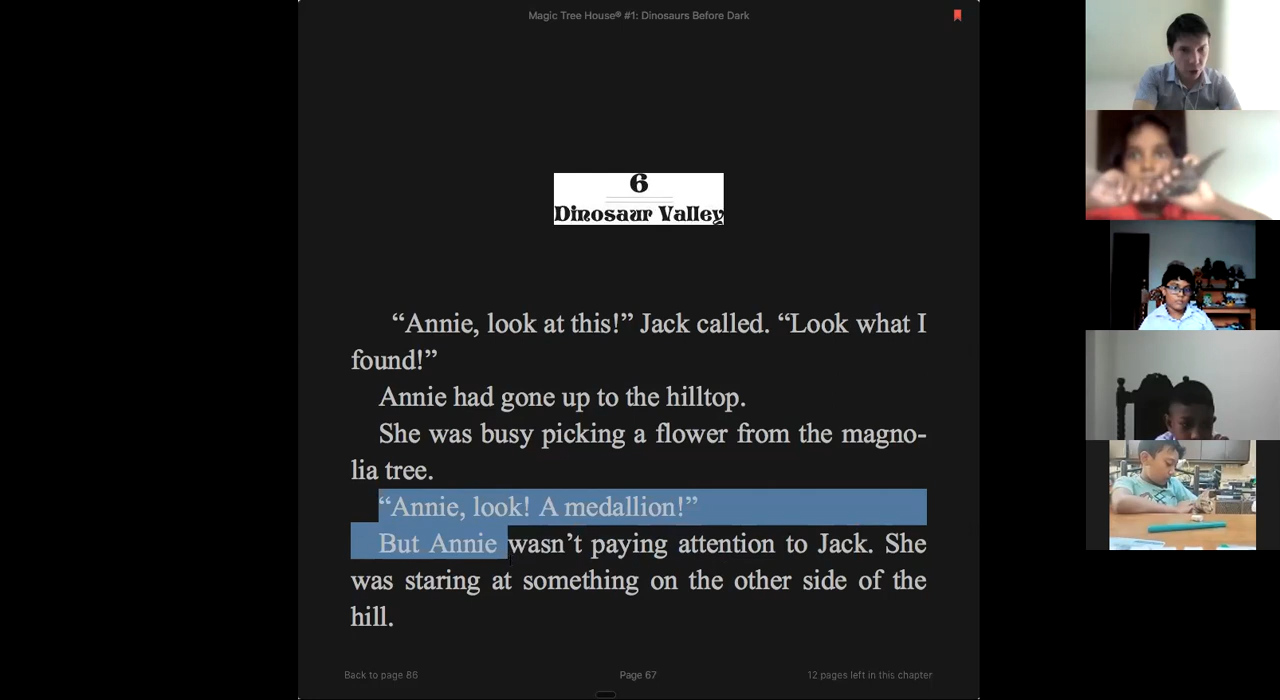 Magic Tree House® #1: Dinosaurs Before Dark
6
Dinosaur Valley
“Annie, look at this!” Jack called. “Look what I
found!”
Annie had gone up to the hilltop.
She was busy picking a flower from the magno-
lia tree.
“Annie, look! A medallion!”
But Annie wasn’t paying attention to Jack. She
was staring at something on the other side of the
hill.
Back to page 86
Page 67
12 pages left in this chapter